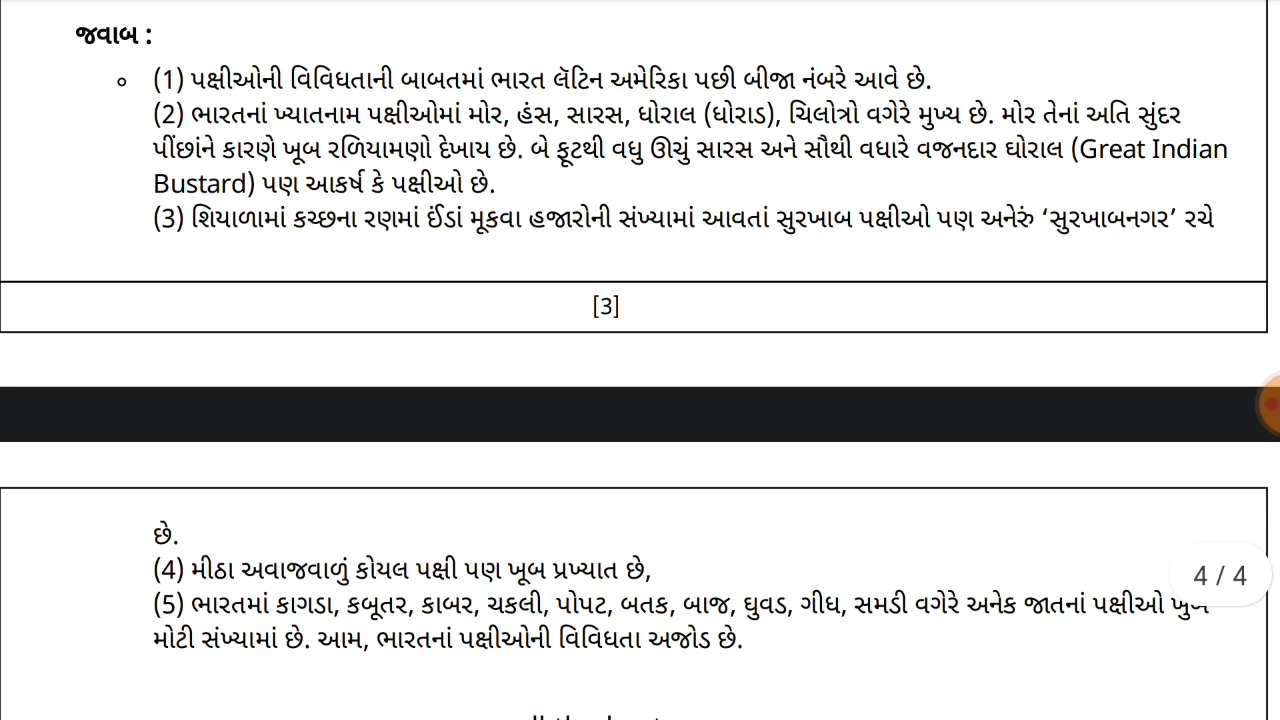 જવાબ :
(1) પક્ષીઓની વિવિધતાની બાબતમાં ભારત લૅટિન અમેરિકા પછી બીજા નંબરે આવે છે.
(2) ભારતનાં ખ્યાતનામ પક્ષીઓમાં મોર, હંસ, સારસ, ધોરાલ (ધોરાડ), ચિલોત્રો વગેરે મુખ્ય છે. મોર તેનાં અતિ સુંદર
પીંછાંને કારણે ખૂબ રળિયામણો દેખાય છે. બે ફૂટથી વધુ ઊચું સારસ અને સૌથી વધારે વજનદાર ઘોરાલ (Great Indian
Bustard) પણ આકર્ષ કે પક્ષીઓ છે.
(3) શિયાળામાં કચ્છના રણમાં ઈંડાં મૂકવા હજારોની સંખ્યામાં આવતાં સુરખાબ પક્ષીઓ પણ અનેરું ‘સુરખાબનગર’ રચે
[3]
છે.
(4) મીઠા અવાજવાળું કોયલ પક્ષી પણ ખૂબ પ્રખ્યાત છે,
4 / 4
(5) ભારતમાં કાગડા, કબૂતર, કાબર, ચકલી, પોપટ, બતક, બાજ, ઘુવડ, ગીધ, સમડી વગેરે અનેક જાતનાં પક્ષીઓ
મોટી સંખ્યામાં છે. આમ, ભારતનાં પક્ષીઓની વિવિધતા અજોડ છે.